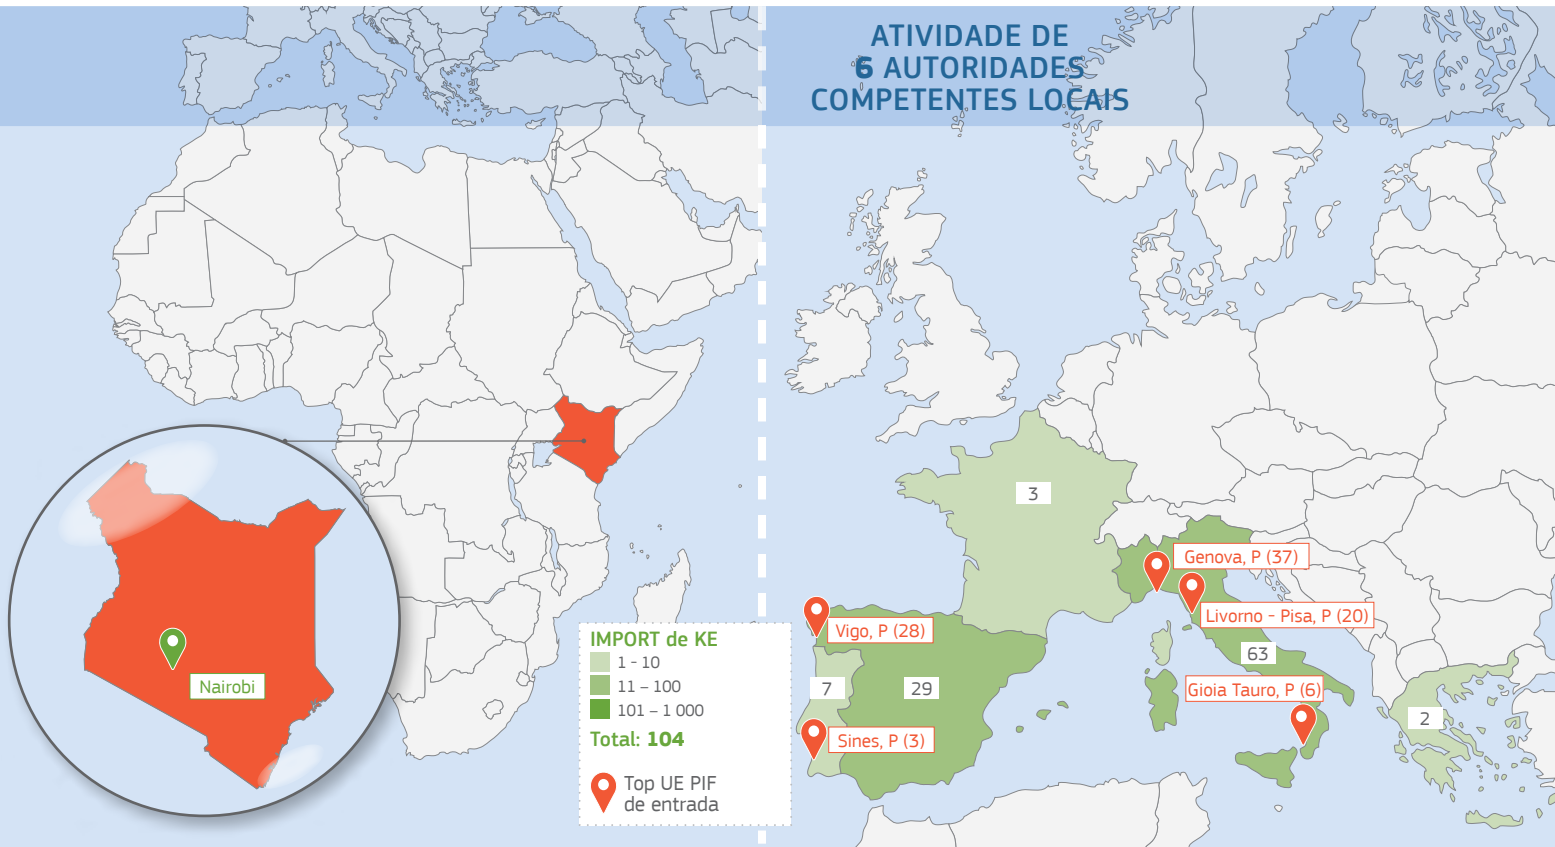 ATIVIDADE DE
6 AUTORIDADES
COMPETENTES LOCAIS
3
Genova, P (37)
Livorno - Pisa, P (20)
Vigo, P (28)
63
7
29
Gioia Tauro, P (6)
2
Sines, P (3)
Nairobi
IMPORT de KE
1 - 10
11 – 100
101 – 1 000
Total: 104
Top UE PIF
de entrada